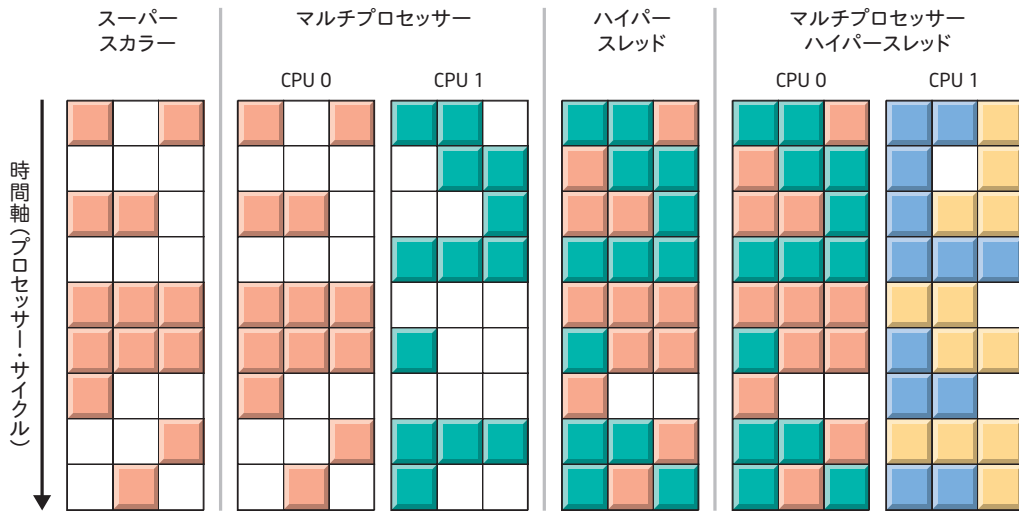 スーパー
スカラー
マルチプロセッサー
ハイパー
スレッド
マルチプロセッサー
ハイパースレッド
CPU 0
CPU 1
CPU 0
CPU 1
時間軸(プロセッサー・サイクル)